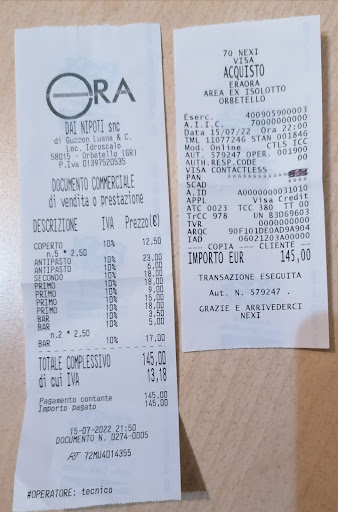 ORA
DAI NIPOTI snc
di Guzzon Luana & C.
Loc. Idroscalo
58015 - Orbetello (GR)
P.Iva 01397520535
DOCUMENTO COMMERCIALE
di vendita o prestazione
DESCRIZIONE IVA Prezzo(€)
COPERTO 10% 12,50
n.5 * 2,50
ANTIPASTO 10% 23,00
ANTIPASTO 10% 6,00
SECONDO 10% 18,00
PRIMO 10% 18,00
PRIMO 10% 9,00
PRIMO 10% 15,00
PRIMO 10% 18,00
BAR 10% 3,50
BAR 10% 5,00
n.2 * 2,50
BAR 10% 17,00
TOTALE COMPLESSIVO 145,00
di cui IVA 13,18
Pagamento contante 145,00
Importo pagato 145,00
15-07-2022 21:50
DOCUMENTO N. 0274-0005
RT 72MU4014355
#OPERATORE: tecnico
70 NEXI
VISA
ACQUISTO
ERAORA
AREA EX ISOLOTTO
ORBETELLO
Eserc. 400905900003
A.I.I.C. 70000000000
Data 15/07/22 Ora 22:00
TML 11077246 STAN 001846
Mod. Online CTLS ICC
AUT. 579247 OPER. 001900
AUTH.RESP.CODE 00
VISA CONTACTLESS
PAN
SCAD
A.ID A0000000031010
APPL Visa Credit
ATC 0023 TCC 380 TT 00
TrCC 978 UN 83D69603
TVR 0000000000
ARQC 90F101DE0AD9A904
IAD 06021203A00000
--- COPIA --- CLIENTE ---
IMPORTO EUR 145,00
TRANSAZIONE ESEGUITA
Aut. N. 579247 .
GRAZIE E ARRIVEDERCI
NEXI